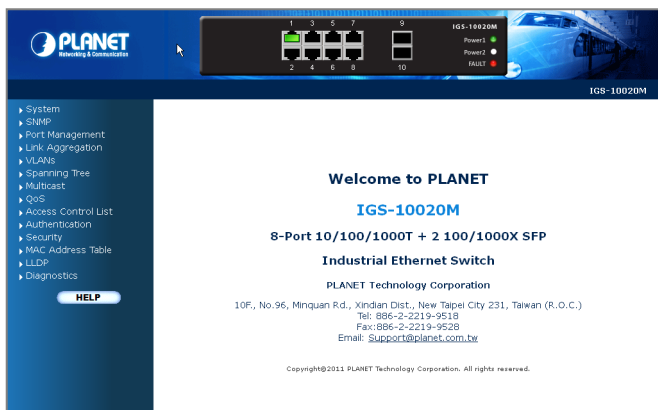 PLANET
Networking & Communication
1 3 5 7 9
2 4 6 8 10
IGS-10020M
Power1
Power2
FAULT
IGS-10020M
System
SNMP
Port Management
Link Aggregation
VLANs
Spanning Tree
Multicast
QoS
Access Control List
Authentication
Security
MAC Address Table
LLDP
Diagnostics
HELP
Welcome to PLANET
IGS-10020M
8-Port 10/100/1000T + 2 100/1000X SFP
Industrial Ethernet Switch
PLANET Technology Corporation
10F., No.96, Minquan Rd., Xindian Dist., New Taipei City 231, Taiwan (R.O.C.)
Tel: 886-2-2219-9518
Fax:886-2-2219-9528
Email: Support@planet.com.tw
Copyright©2011 PLANET Technology Corporation. All rights reserved.